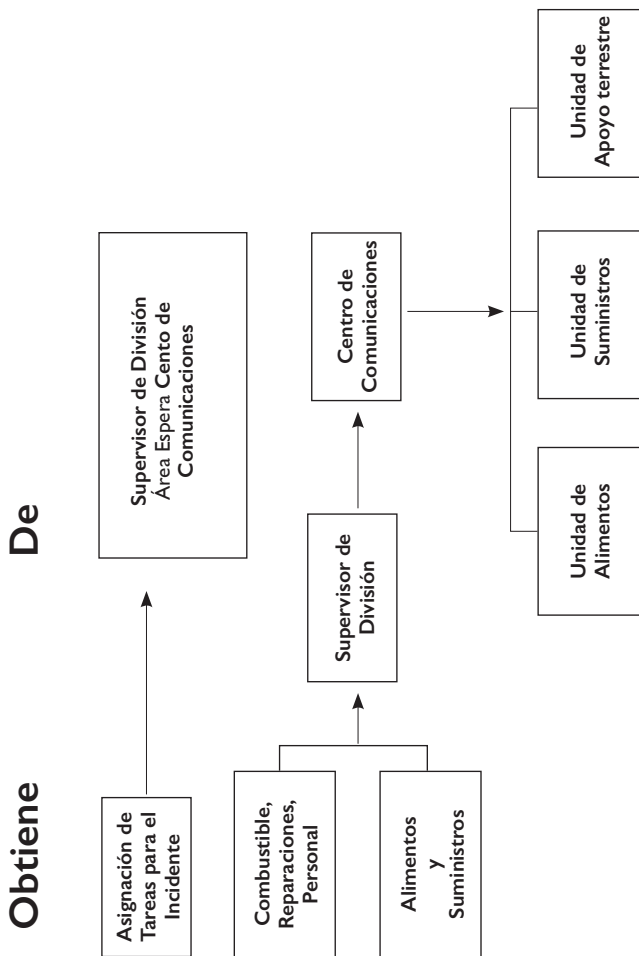 Obtiene
De
Asignación de
Tareas para el
Incidente
Supervisor de División
Área Espera Cento de
Comunicaciones
Combustible,
Reparaciones,
Personal
Alimentos
y
Suministros
Supervisor de
División
Centro de
Comunicaciones
Unidad de
Alimentos
Unidad de
Suministros
Unidad de
Apoyo terrestre